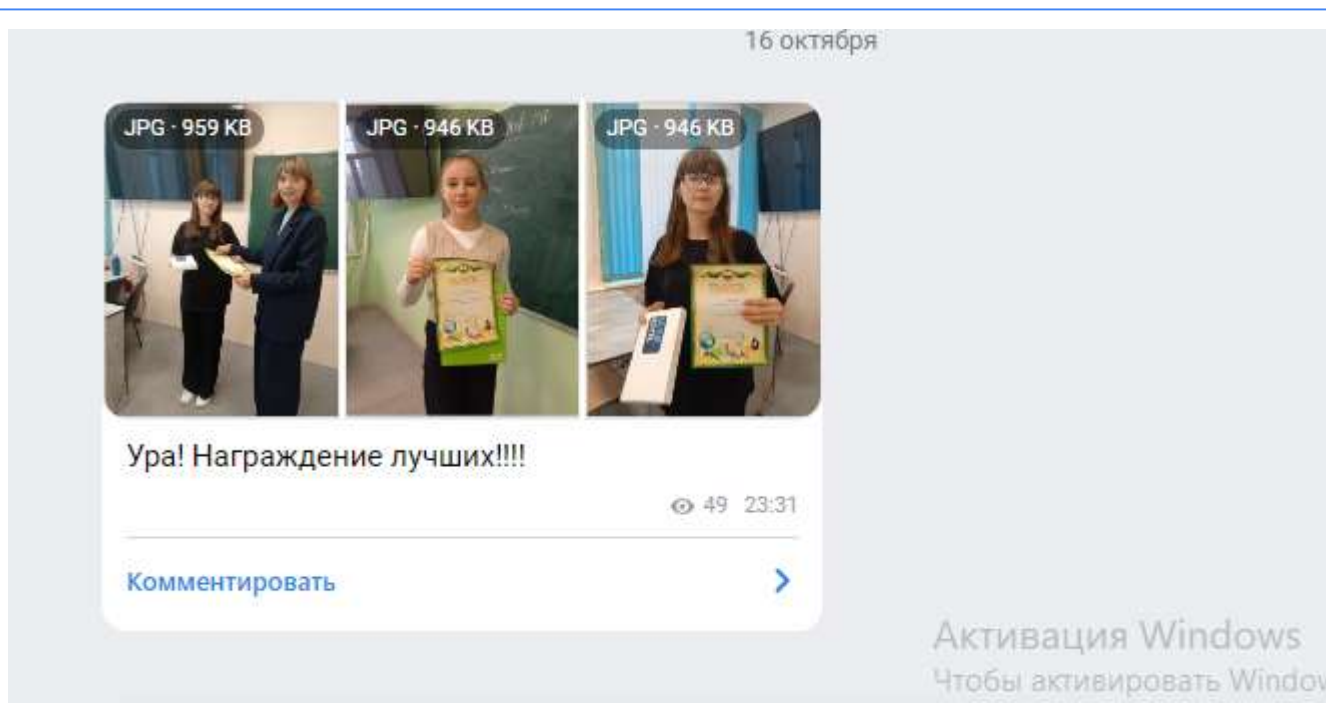 16 октября
JPG · 959 KB
JPG · 946 KB
JPG · 946 KB
Ура! Награждение лучших!!!!
49 23:31
Комментировать
Активация Windows
Чтобы активировать Window